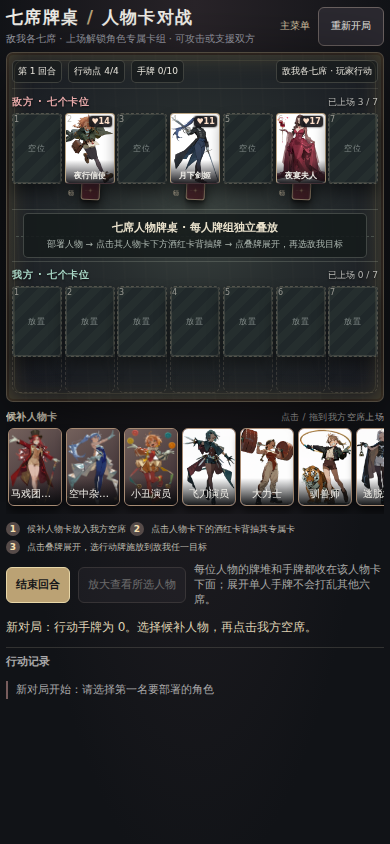 七席牌桌 / 人物卡对战
敌我各七席 · 上场解锁角色专属卡组 · 可攻击或支援双方
主菜单
重新开局
第 1 回合
行动点 4/4
手牌 0/10
敌我各七席 · 玩家行动
敌方 · 七个卡位
已上场 3 / 7
1
空位
♥14
夜行信使
3
空位
♥11
月下剑姬
5
空位
♥17
夜宴夫人
7
空位
七席人物牌桌 · 每人牌组独立叠放
部署人物 → 点击其人物卡下方酒红卡背抽牌 → 点击展开牌面，再选敌我目标
我方 · 七个卡位
已上场 0 / 7
1
放置
2
放置
3
放置
4
放置
5
放置
6
放置
7
放置
候补人物卡
点击 / 拖到我方空席上场
马戏团…
空中杂…
小丑演员
飞刀演员
大力士
驯兽师
逃脱
1 候补人物卡放入我方空席
2 点击人物卡下的酒红卡背抽其专属卡
3 点击叠牌展开，选行动牌施放到敌我任一目标
结束回合
放大查看所选人物
每位人物的牌堆和手牌都收在该人物卡
下面；展开单人手牌不会打乱其他六
席。
新对局：行动手牌为 0。选择候补人物，再点击我方空席。
行动记录
新对局开始：请选择第一名要部署的角色